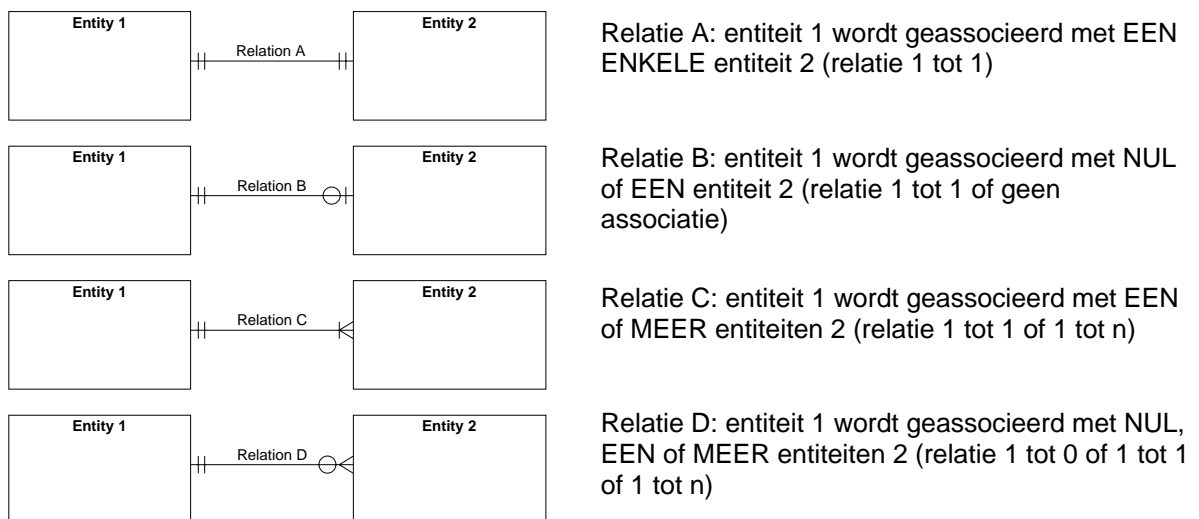 Entity 1
Relation A
Entity 2
Relatie A: entiteit 1 wordt geassocieerd met EEN
ENKELE entiteit 2 (relatie 1 tot 1)
Entity 1
Relation B
Entity 2
Relatie B: entiteit 1 wordt geassocieerd met NUL
of EEN entiteit 2 (relatie 1 tot 1 of geen
associatie)
Entity 1
Relation C
Entity 2
Relatie C: entiteit 1 wordt geassocieerd met EEN
of MEER entiteiten 2 (relatie 1 tot 1 of 1 tot n)
Entity 1
Relation D
Entity 2
Relatie D: entiteit 1 wordt geassocieerd met NUL,
EEN of MEER entiteiten 2 (relatie 1 tot 0 of 1 tot 1
of 1 tot n)